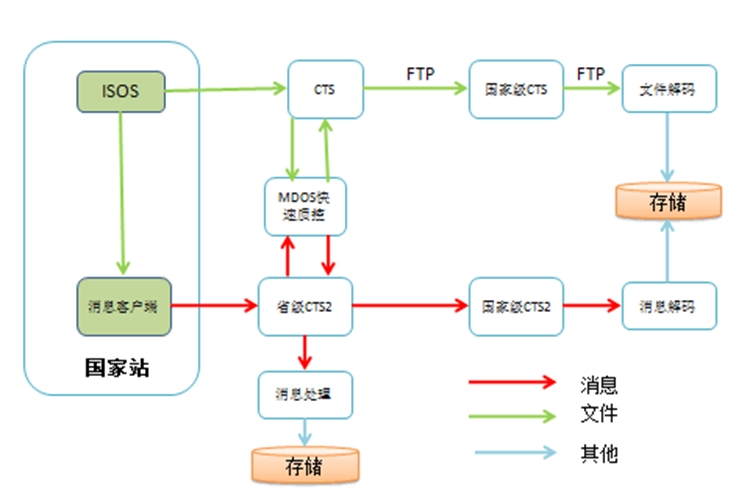 ISOS
CTS
FTP
国家级CTS
FTP
文件解码
MDOS快
速质控
存储
消息客户端
省级CTS2
国家级CTS2
消息解码
国家站
消息处理
存储
消息
文件
其他